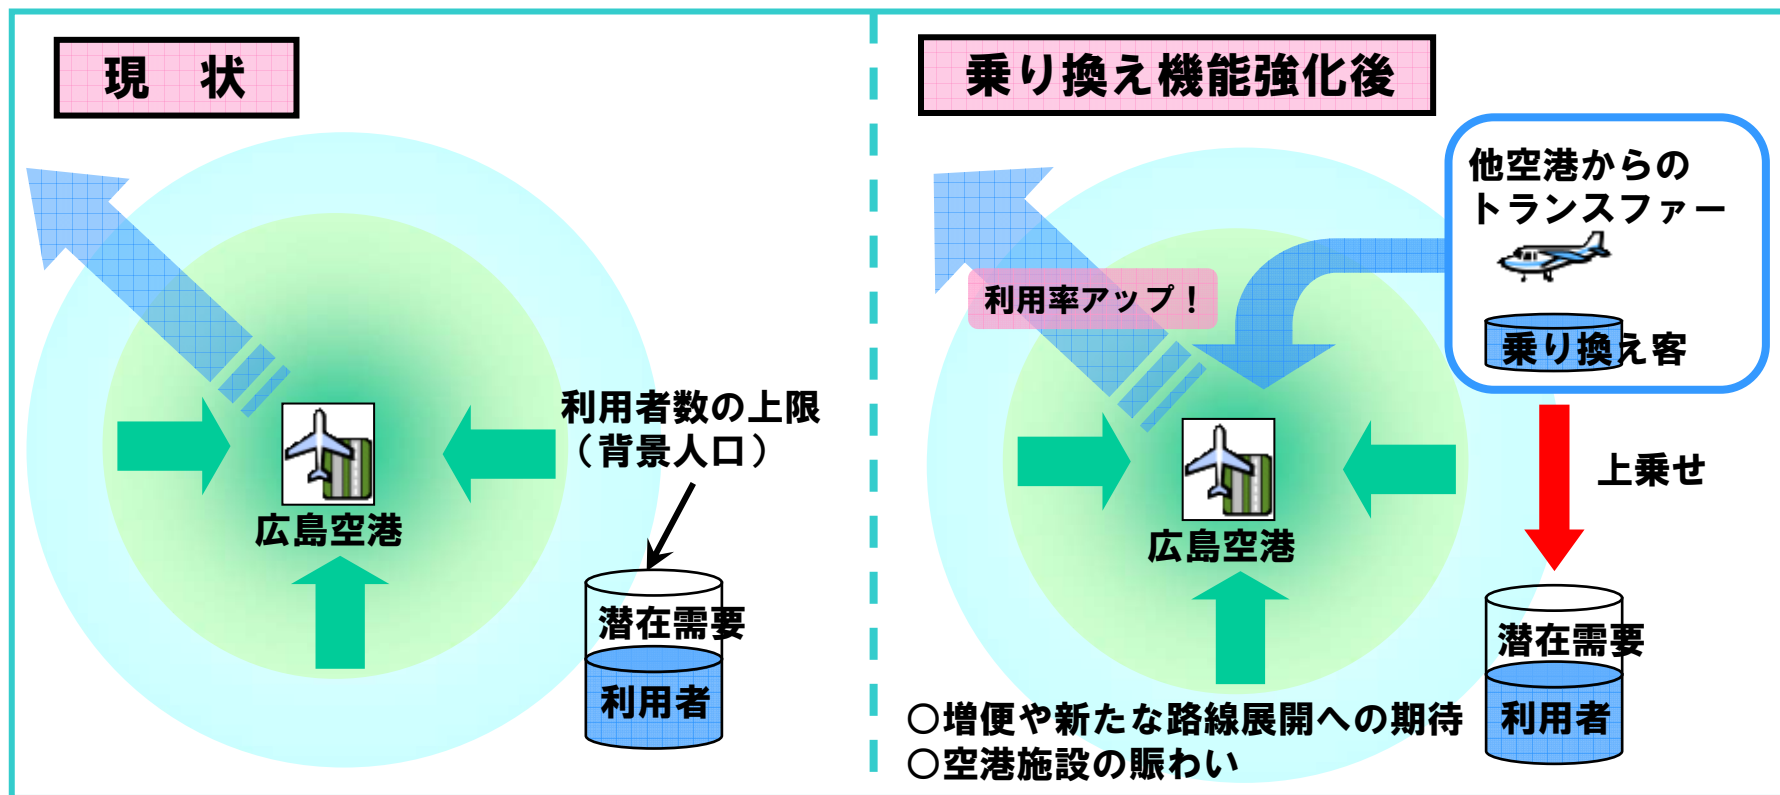 現　状
利用者数の上限
（背景人口）
広島空港
潜在需要
利用者
乗り換え機能強化後
他空港からの
トランスファー
乗り換え客
利用率アップ！
上乗せ
広島空港
潜在需要
利用者
○増便や新たな路線展開への期待
○空港施設の賑わい